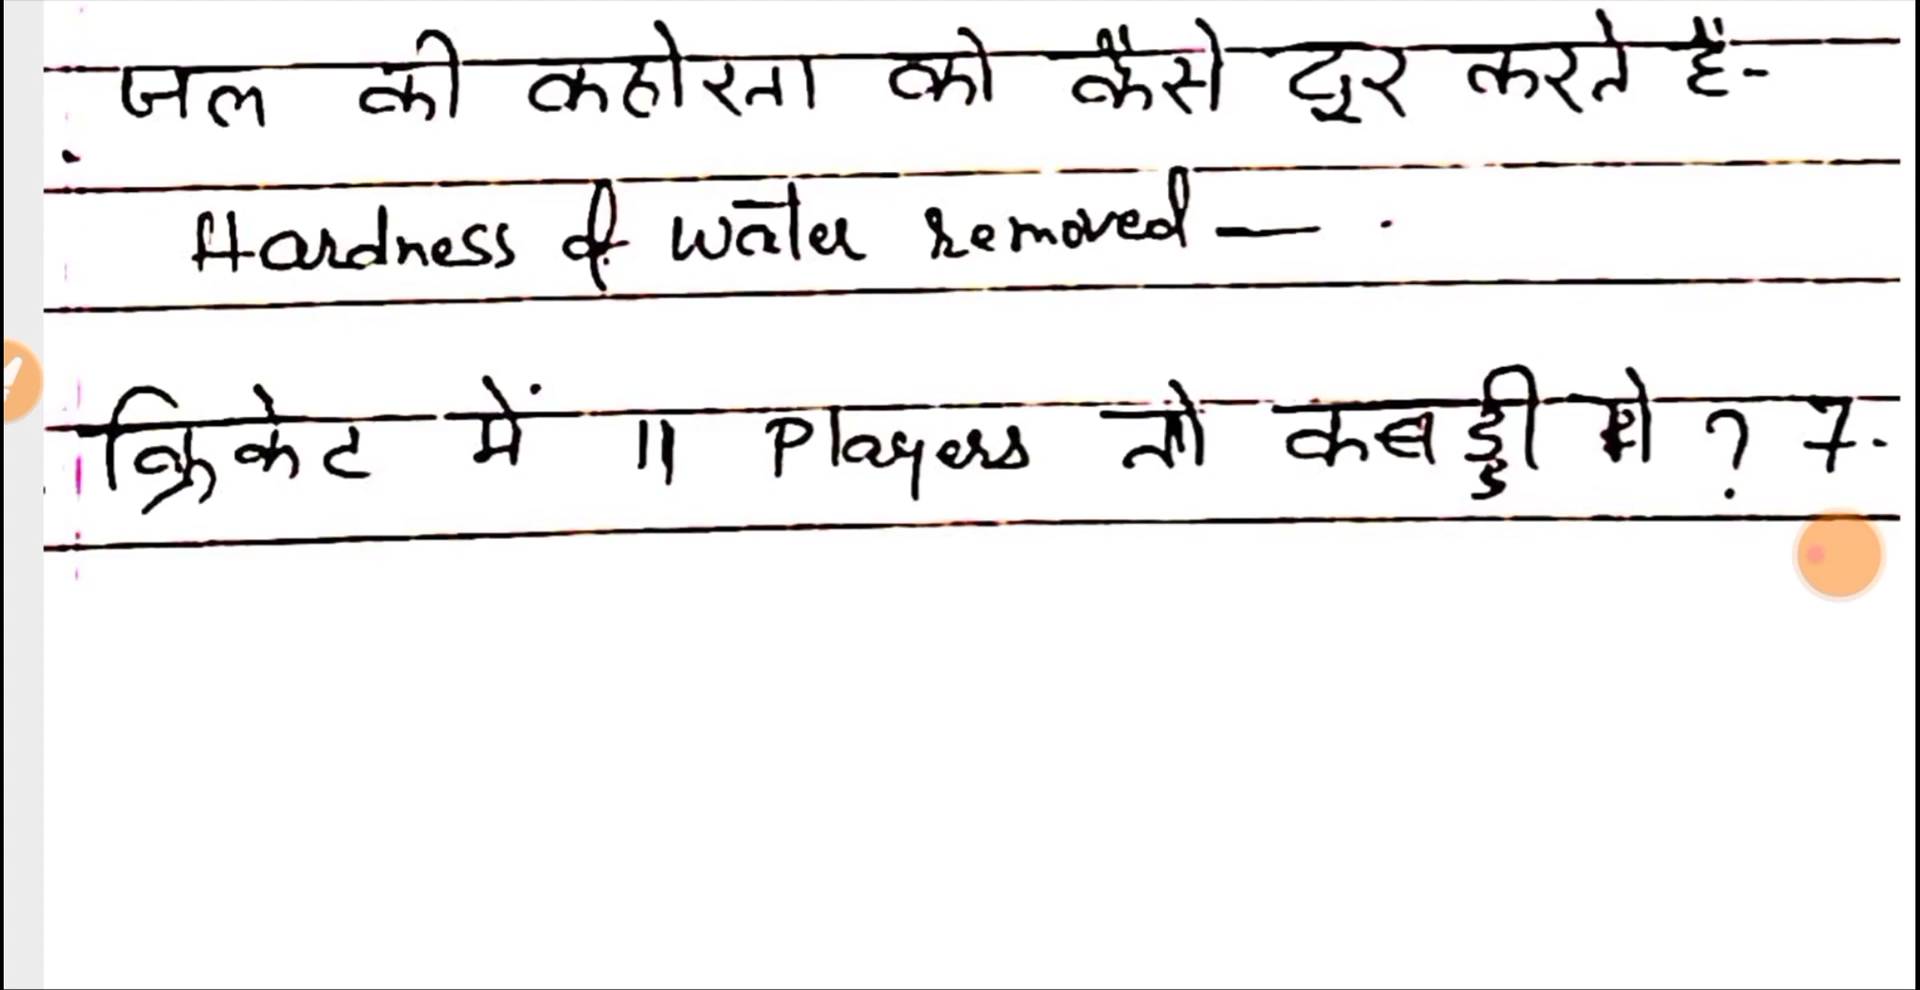 जल की कठोरता को कैसे दूर करते हैं-
Hardness of water removed — .
क्रिकेट में 11 Players तो कबड्डी मे ? 7.